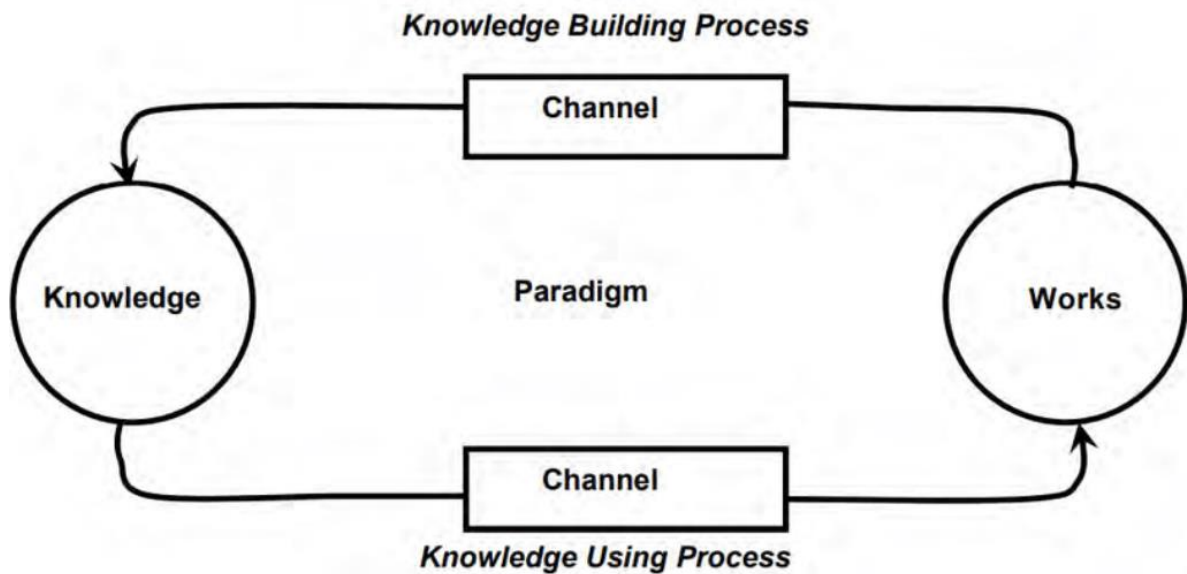 Knowledge Building Process
Channel
Knowledge
Paradigm
Works
Channel
Knowledge Using Process